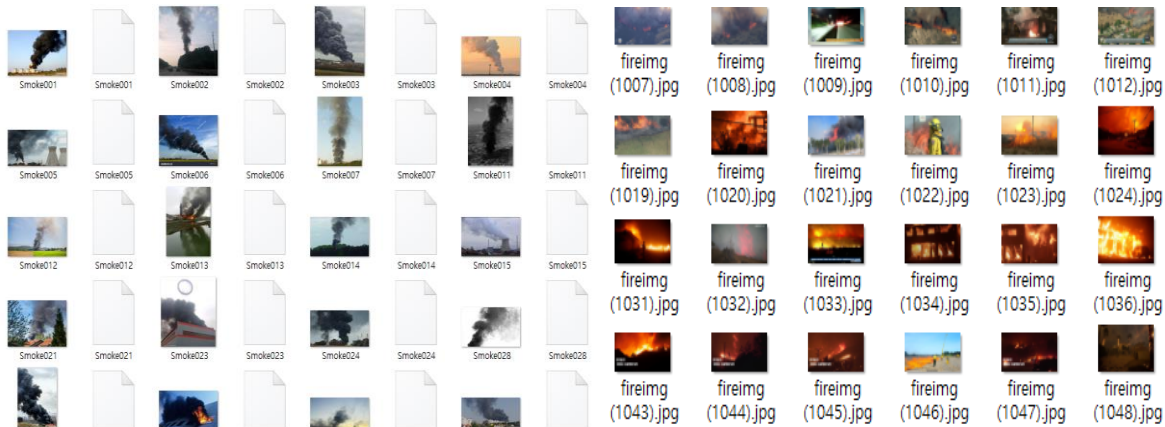 Smoke001 Smoke001 Smoke002 Smoke002 Smoke003 Smoke003 Smoke004 Smoke004
Smoke005 Smoke005 Smoke006 Smoke006 Smoke007 Smoke007 Smoke011 Smoke011
Smoke012 Smoke012 Smoke013 Smoke013 Smoke014 Smoke014 Smoke015 Smoke015
Smoke021 Smoke021 Smoke023 Smoke023 Smoke024 Smoke024 Smoke028 Smoke028
fireimg fireimg fireimg fireimg fireimg fireimg
(1007).jpg (1008).jpg (1009).jpg (1010).jpg (1011).jpg (1012).jpg
fireimg fireimg fireimg fireimg fireimg fireimg
(1019).jpg (1020).jpg (1021).jpg (1022).jpg (1023).jpg (1024).jpg
fireimg fireimg fireimg fireimg fireimg fireimg
(1031).jpg (1032).jpg (1033).jpg (1034).jpg (1035).jpg (1036).jpg
fireimg fireimg fireimg fireimg fireimg fireimg
(1043).jpg (1044).jpg (1045).jpg (1046).jpg (1047).jpg (1048).jpg